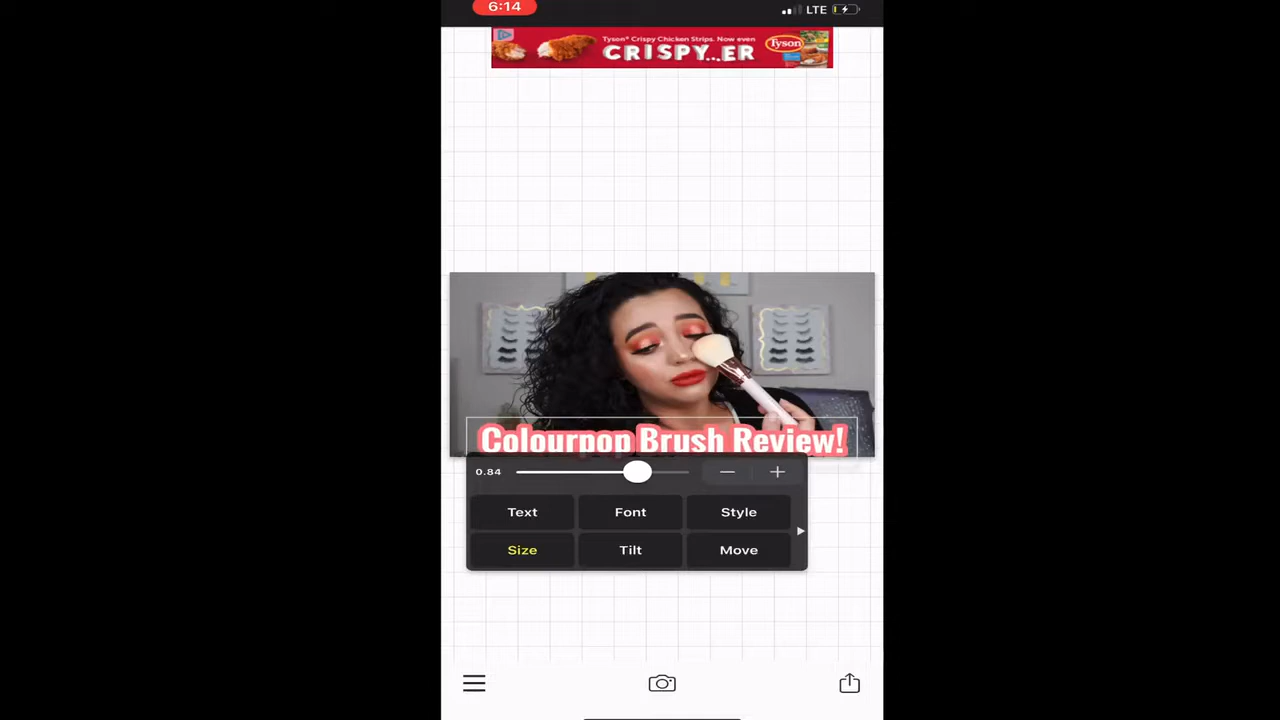 6:14
LTE
Tyson® Crispy Chicken Strips. Now even
CRISPY...ER
Tyson
Colourpop Brush Review!
0.84
Text
Font
Style
Size
Tilt
Move